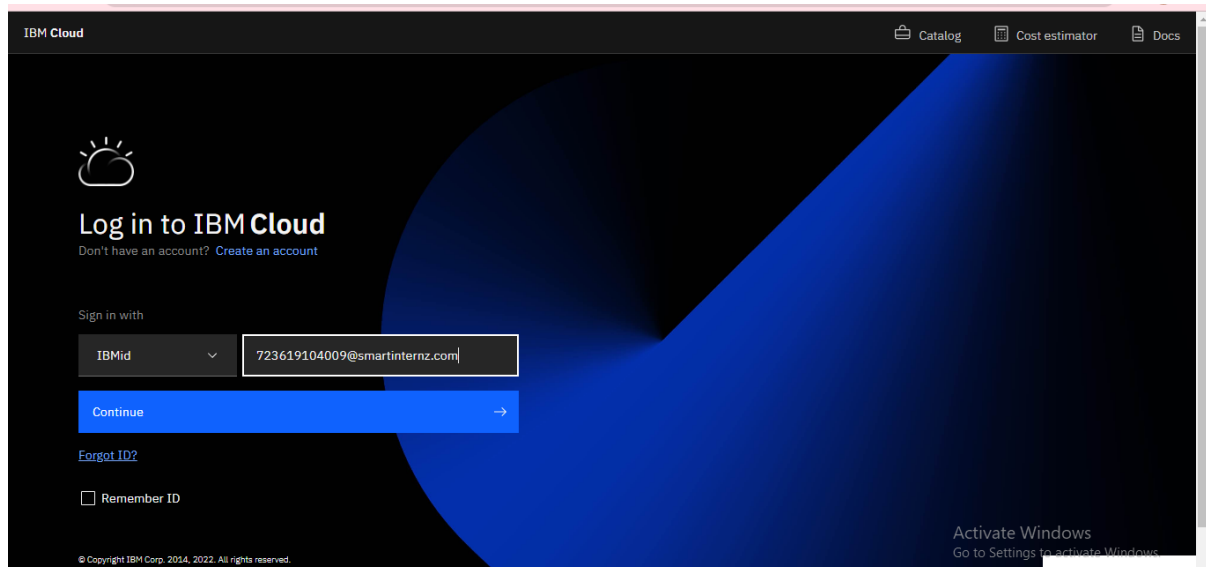 IBM Cloud
Catalog
Cost estimator
Docs
Log in to IBM Cloud
Don't have an account? Create an account
Sign in with
IBMid
723619104009@smartinternz.com
Continue
Forgot ID?
Remember ID
Activate Windows
Go to Settings to activate Windows.
© Copyright IBM Corp. 2014, 2022. All rights reserved.